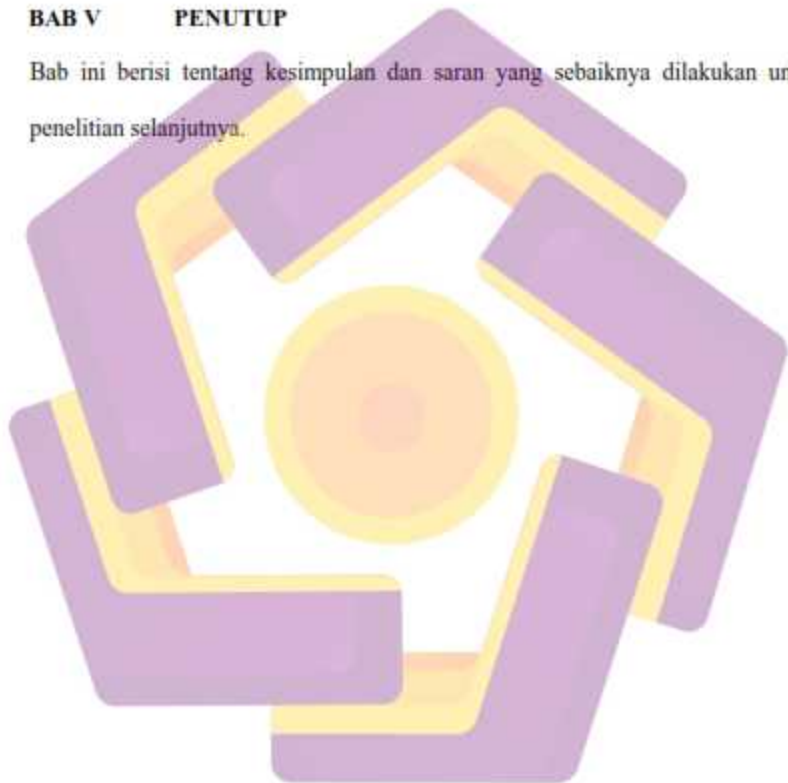 BAB V PENUTUP
Bab ini berisi tentang kesimpulan dan saran yang sebaiknya dilakukan un
penelitian selanjutnya.